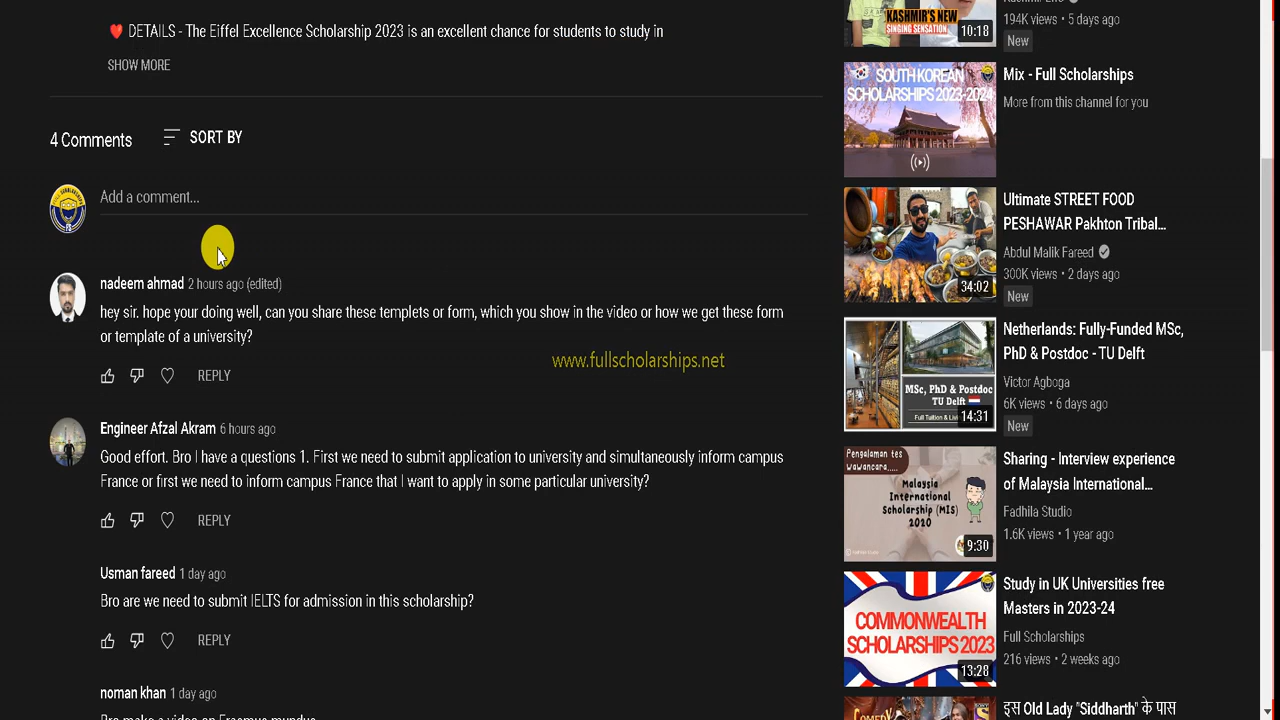 DETAILS - The Eiffel Excellence Scholarship 2023 is an excellent chance for students to study in
SHOW MORE
4 Comments
SORT BY
Add a comment...
nadeem ahmad 2 hours ago (edited)
hey sir. hope your doing well, can you share these templets or form, which you show in the video or how we get these form
or template of a university?
REPLY
www.fullscholarships.net
Engineer Afzal Akram 6 hours ago
Good effort. Bro I have a questions 1. First we need to submit application to university and simultaneously inform campus
France or first we need to inform campus France that I want to apply in some particular university?
REPLY
Usman fareed 1 day ago
Bro are we need to submit IELTS for admission in this scholarship?
REPLY
noman khan 1 day ago
Bro make a video on Erasmus mundus
KASHMIR'S NEW
SINGING SENSATION
10:18
194K views • 5 days ago
New
SOUTH KOREAN
SCHOLARSHIPS 2023-2024
Mix - Full Scholarships
More from this channel for you
34:02
Ultimate STREET FOOD
PESHAWAR Pakhton Tribal...
Abdul Malik Fareed
300K views • 2 days ago
New
MSc, PhD & Postdoc
TU Delft
14:31
Netherlands: Fully-Funded MSc,
PhD & Postdoc - TU Delft
Victor Agboga
6K views • 6 days ago
New
Pengalaman tes
wawancara.....
Malaysia
International
Scholarship (MIS)
2020
9:30
Sharing - Interview experience
of Malaysia International...
Fadhila Studio
1.6K views • 1 year ago
COMMONWEALTH
SCHOLARSHIPS 2023
13:28
Study in UK Universities free
Masters in 2023-24
Full Scholarships
216 views • 2 weeks ago
इस Old Lady "Siddharth" के पास